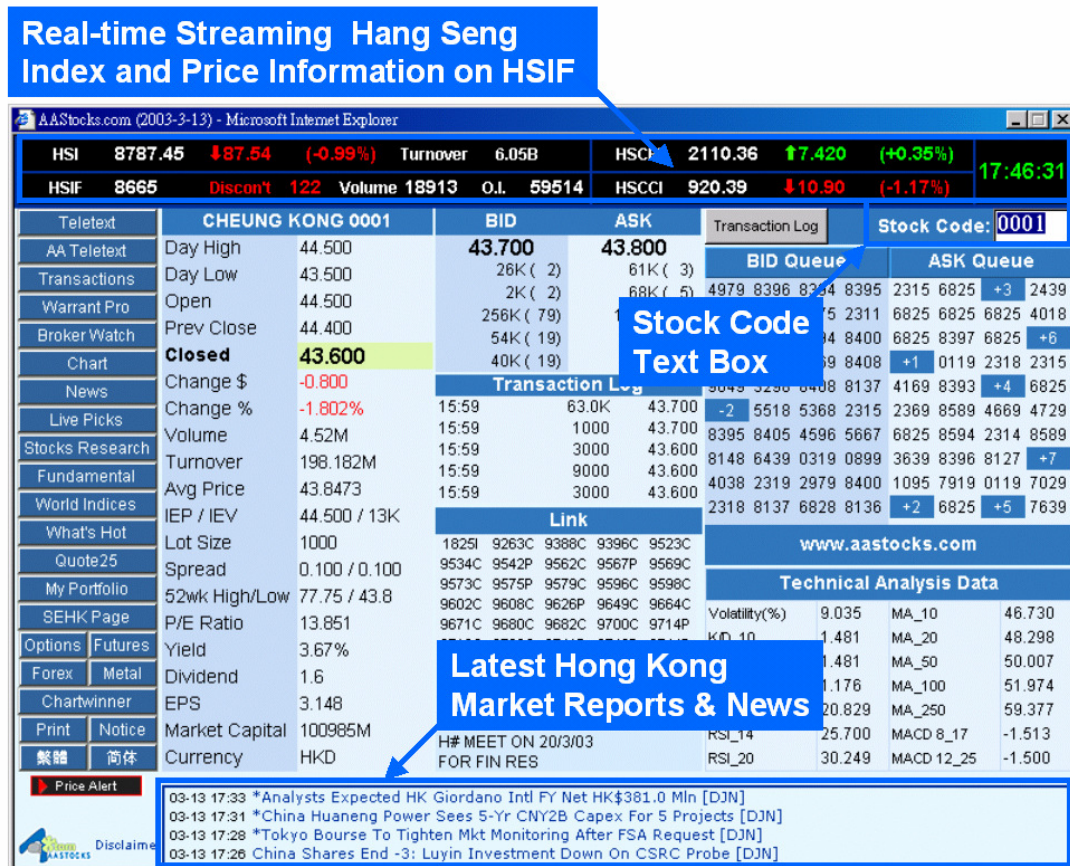 Real-time Streaming Hang Seng
Index and Price Information on HSIF
AAStocks.com (2003-3-13) - Microsoft Internet Explorer
HSI 8787.45 ↓87.54 (-0.99%) Turnover 6.05B HSCEI 2110.36 ↑7.420 (+0.35%)
17:46:31
HSIF 8665 Discon't 122 Volume 18913 O.I. 59514 HSCCI 920.39 ↓10.90 (-1.17%)
Teletext
AA Teletext
Transactions
Warrant Pro
Broker Watch
Chart
News
Live Picks
Stocks Research
Fundamental
World Indices
What's Hot
Quote25
My Portfolio
SEHK Page
Options Futures
Forex Metal
Chartwinner
Print Notice
繁體 简体
Price Alert
CHEUNG KONG 0001
Day High 44.500
Day Low 43.500
Open 44.500
Prev Close 44.400
Closed 43.600
Change $ -0.800
Change % -1.802%
Volume 4.52M
Turnover 198.182M
Avg Price 43.8473
IEP / IEV 44.500 / 13K
Lot Size 1000
Spread 0.100 / 0.100
52wk High/Low 77.75 / 43.8
P/E Ratio 13.851
Yield 3.67%
Dividend 1.6
EPS 3.148
Market Capital 100985M
Currency HKD
BID ASK
43.700 43.800
26K ( 2) 61K ( 3)
2K ( 2) 68K ( 5)
256K ( 79)
54K ( 19)
40K ( 19)
Transaction Log
15:59 63.0K 43.700
15:59 1000 43.700
15:59 3000 43.600
15:59 9000 43.600
15:59 3000 43.600
Link
1825I 9263C 9388C 9396C 9523C
9534C 9542P 9562C 9567P 9569C
9573C 9575P 9579C 9596C 9598C
9602C 9608C 9626P 9649C 9664C
9671C 9680C 9682C 9700C 9714P
H# MEET ON 20/3/03
FOR FIN RES
Transaction Log
Stock Code: 0001
BID Queue ASK Queue
4979 8396 8394 8395 2315 6825 +3 2439
2311 6825 6825 6825 4018
8400 6825 8397 6825 +6
8408 +1 0119 2318 2315
8137 4169 8393 +4 6825
-2 5518 5368 2315 2369 8589 4669 4729
8395 8405 4596 5667 6825 8594 2314 8589
8148 6439 0319 0899 3639 8396 8127 +7
4038 2319 2979 8400 1095 7919 0119 7029
2318 8137 6828 8136 +2 6825 +5 7639
Stock Code
Text Box
www.aastocks.com
Technical Analysis Data
Volatility(%) 9.035 MA_10 46.730
K/D_10 1.481 MA_20 48.298
1.481 MA_50 50.007
1.176 MA_100 51.974
20.829 MA_250 59.377
RSI_14 25.700 MACD 8_17 -1.513
RSI_20 30.249 MACD 12_25 -1.500
Latest Hong Kong
Market Reports & News
03-13 17:33 *Analysts Expected HK Giordano Intl FY Net HK$381.0 Mln [DJN]
03-13 17:31 *China Huaneng Power Sees 5-Yr CNY2B Capex For 5 Projects [DJN]
03-13 17:28 *Tokyo Bourse To Tighten Mkt Monitoring After FSA Request [DJN]
03-13 17:26 China Shares End -3: Luyin Investment Down On CSRC Probe [DJN]
AASTOCKS
Disclaime